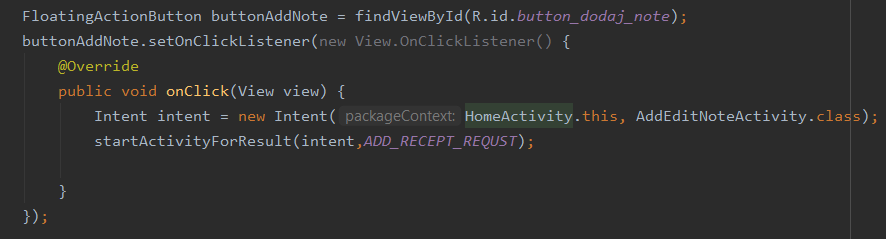 FloatingActionButton buttonAddNote = findViewById(R.id.button_dodaj_note);
buttonAddNote.setOnClickListener(new View.OnClickListener() {
@Override
public void onClick(View view) {
Intent intent = new Intent( packageContext: HomeActivity.this, AddEditNoteActivity.class);
startActivityForResult(intent,ADD_RECEPT_REQUST);
}
});